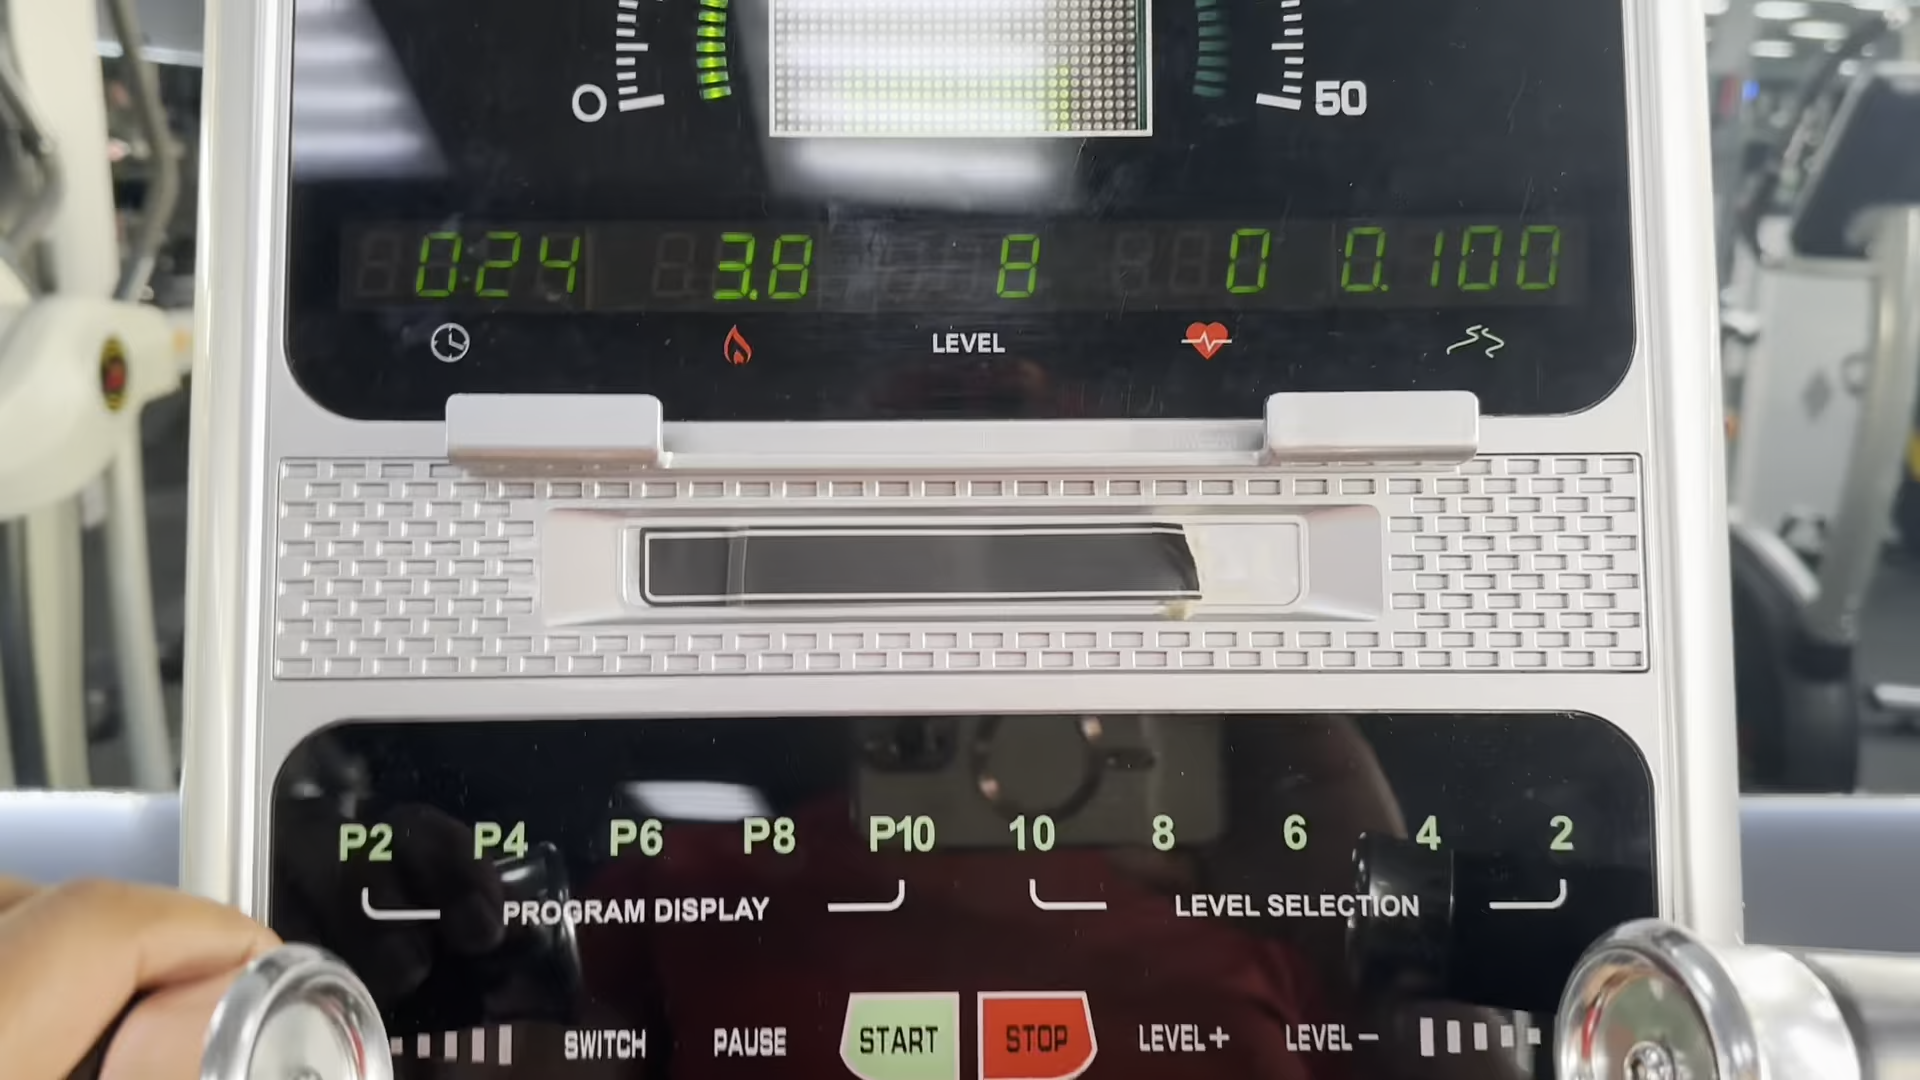 0 50
0:24 3.8 8 0 0.100
LEVEL
P2 P4 P6 P8 P10 10 8 6 4 2
PROGRAM DISPLAY LEVEL SELECTION
SWITCH PAUSE START STOP LEVEL+ LEVEL−